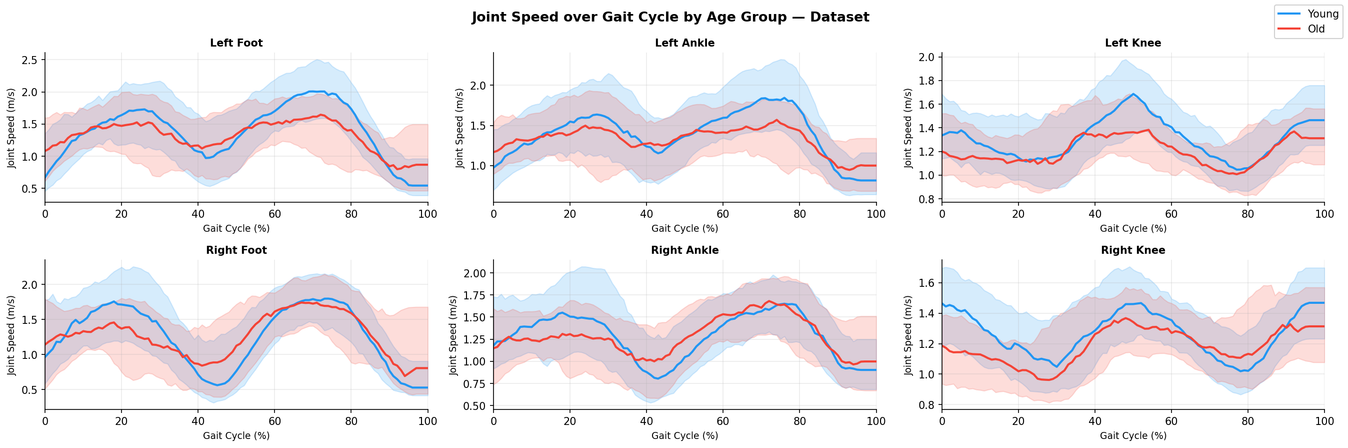 Joint Speed over Gait Cycle by Age Group — Dataset
Young
Old
Left Foot
Joint Speed (m/s)
2.5
2.0
1.5
1.0
0.5
0 20 40 60 80 100
Gait Cycle (%)
Left Ankle
Joint Speed (m/s)
2.0
1.5
1.0
0 20 40 60 80 100
Gait Cycle (%)
Left Knee
Joint Speed (m/s)
2.0
1.8
1.6
1.4
1.2
1.0
0.8
0 20 40 60 80 100
Gait Cycle (%)
Right Foot
Joint Speed (m/s)
2.0
1.5
1.0
0.5
0 20 40 60 80 100
Gait Cycle (%)
Right Ankle
Joint Speed (m/s)
2.00
1.75
1.50
1.25
1.00
0.75
0.50
0 20 40 60 80 100
Gait Cycle (%)
Right Knee
Joint Speed (m/s)
1.6
1.4
1.2
1.0
0.8
0 20 40 60 80 100
Gait Cycle (%)